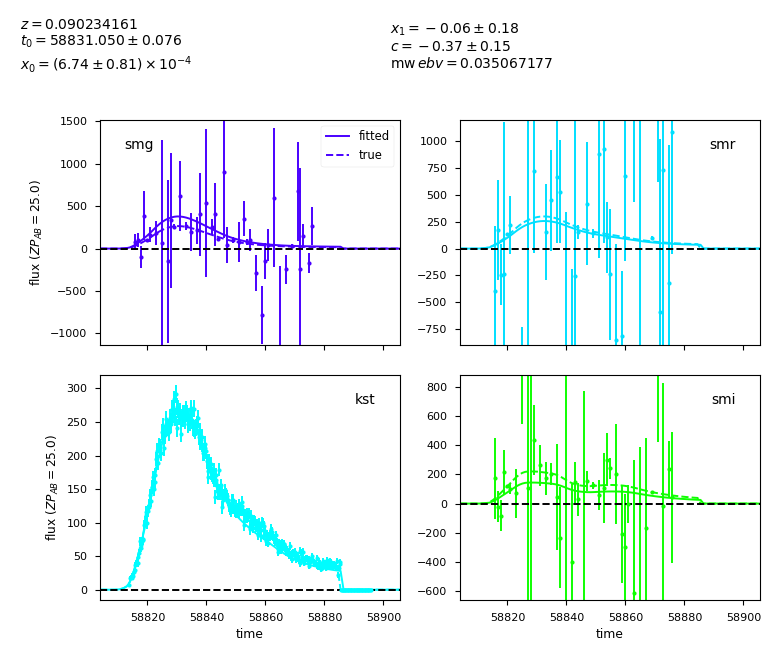 z = 0.090234161
t₀ = 58831.050 ± 0.076
x₀ = (6.74 ± 0.81) × 10⁻⁴
x₁ = −0.06 ± 0.18
c = −0.37 ± 0.15
mw ebv = 0.035067177
smg
fitted
true
1500
1000
500
0
−500
−1000
flux (ZP_AB = 25.0)
smr
1000
750
500
250
0
−250
−500
−750
kst
300
250
200
150
100
50
0
flux (ZP_AB = 25.0)
58820 58840 58860 58880 58900
time
smi
800
600
400
200
0
−200
−400
−600
58820 58840 58860 58880 58900
time